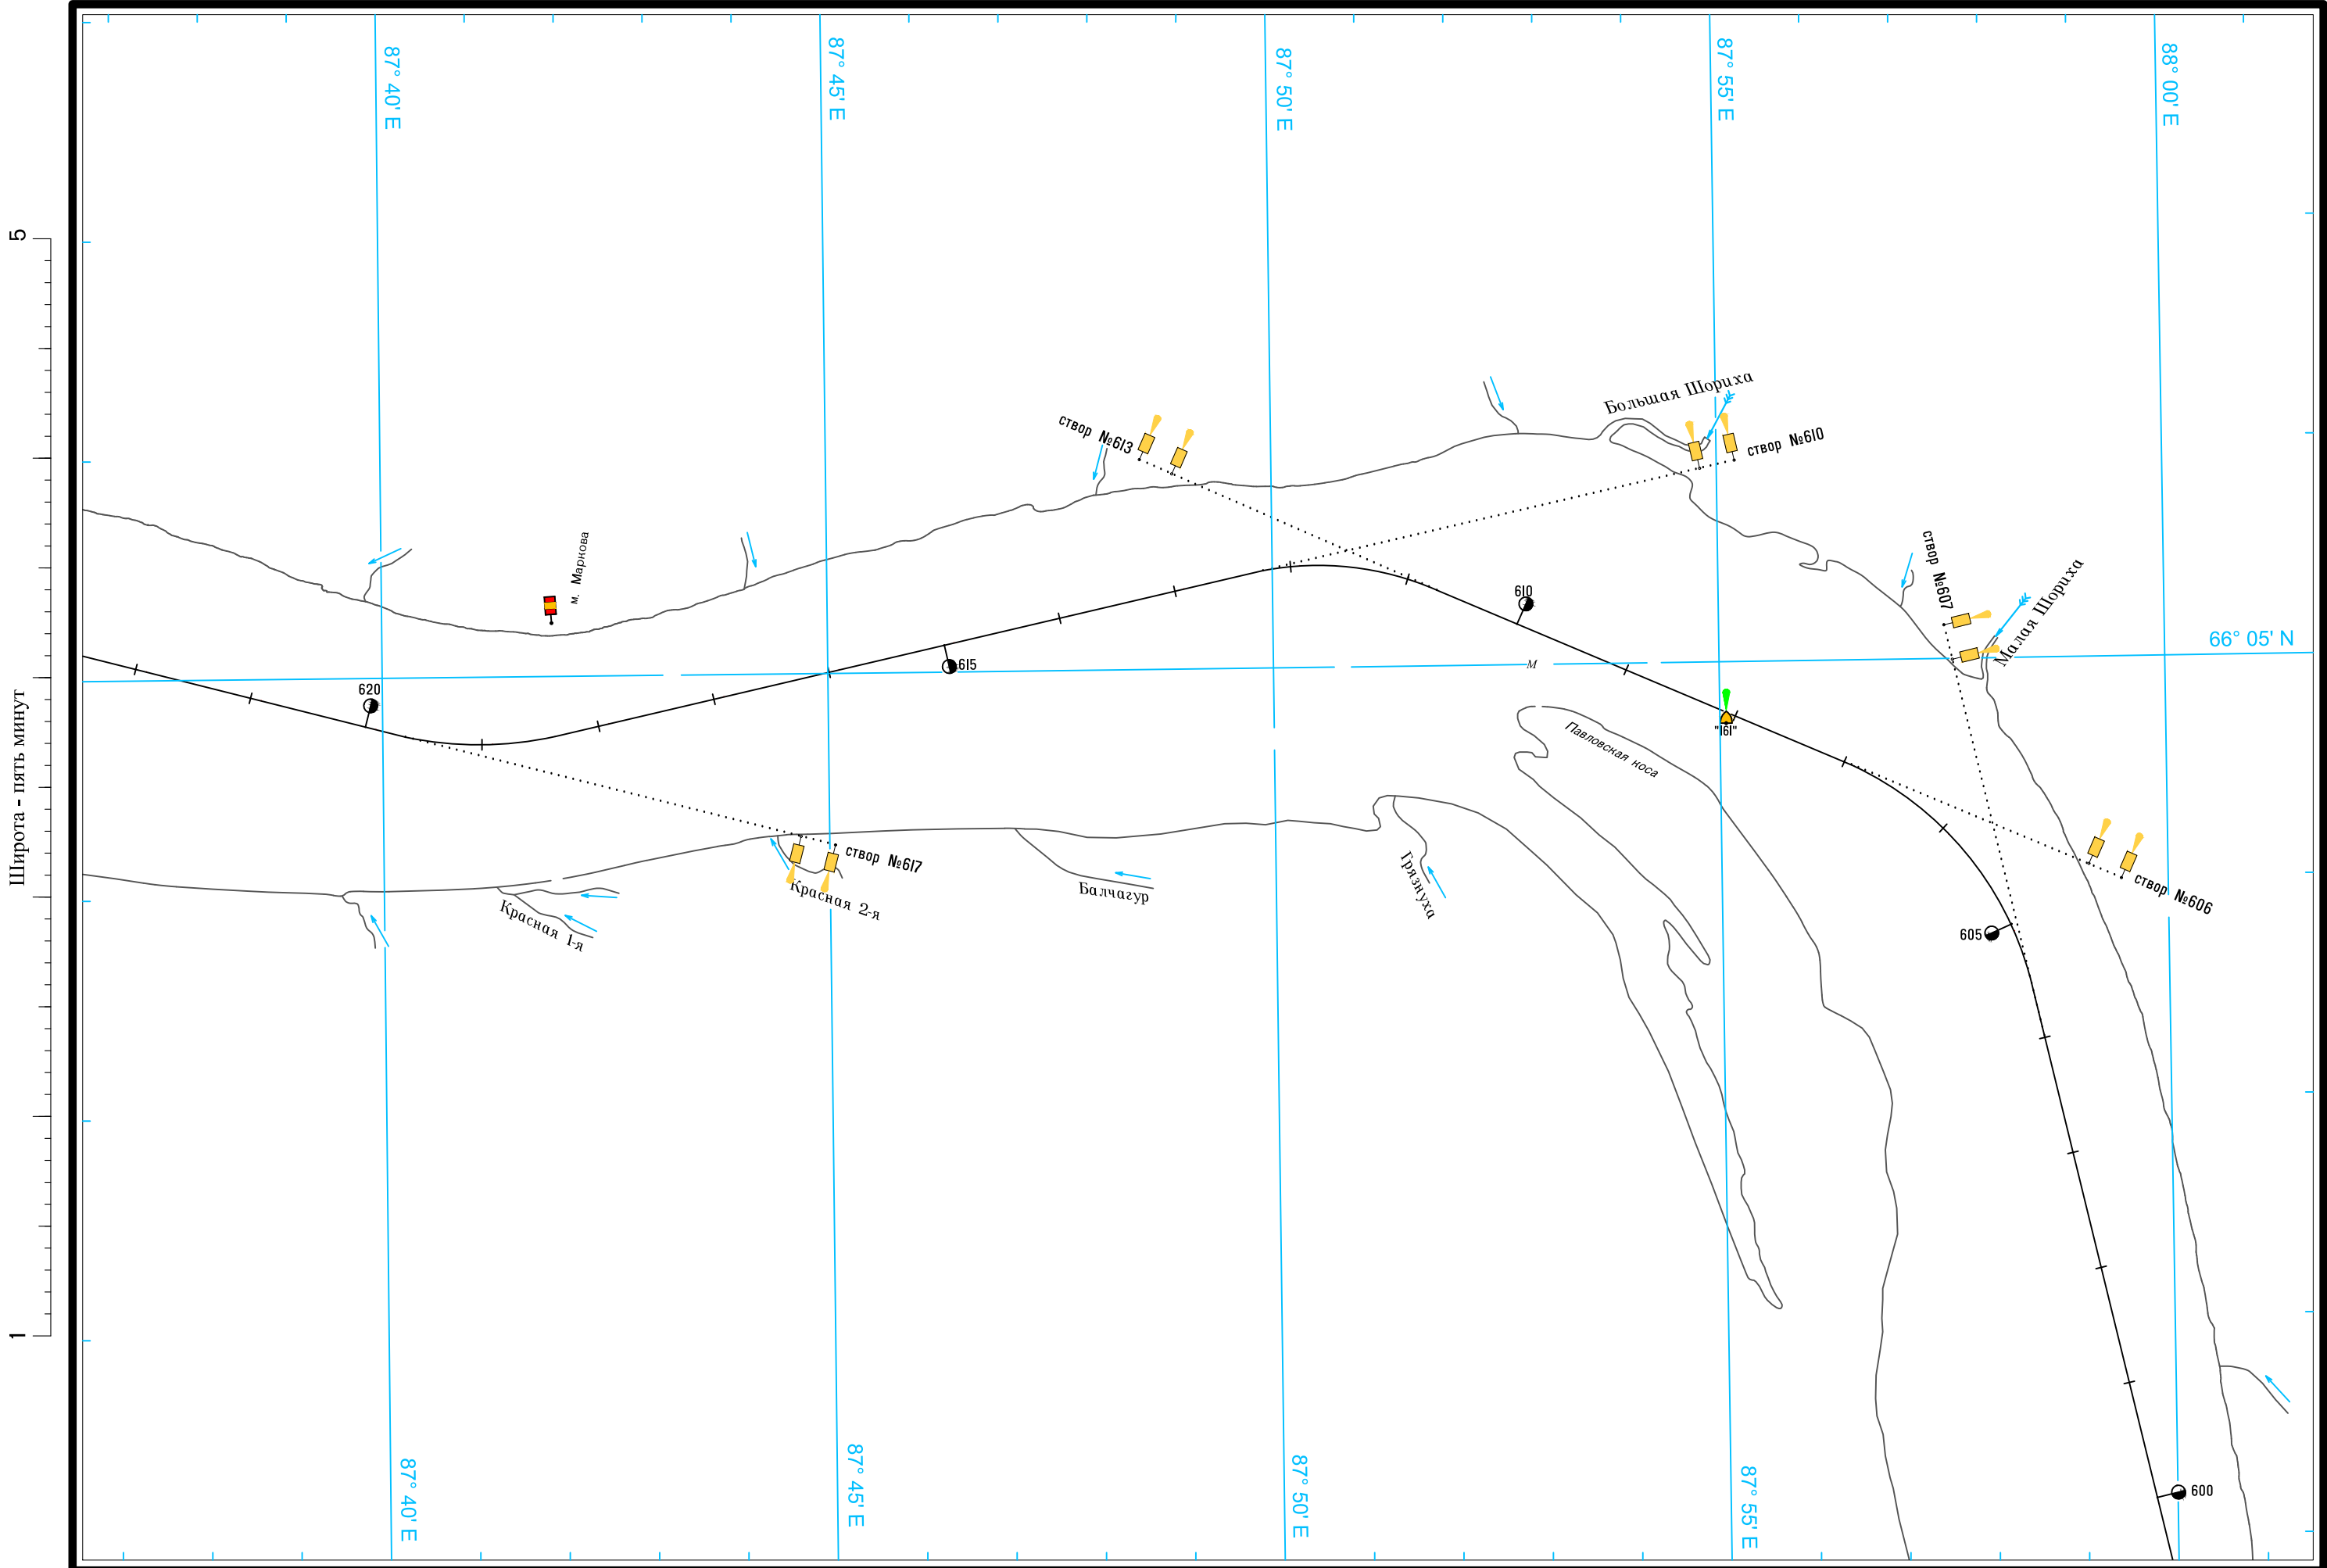 87° 40' E
87° 45' E
87° 50' E
87° 55' E
88° 00' E
5
Большая Шориха
створ №613
створ №610
створ №607
Малая Шориха
м. Маркова
610
66° 05' N
615
М
620
Павловская коса
"161"
Широта - пять минут
створ №617
Красная 2-я
Балчагур
Грязнуха
створ №606
Красная 1-я
605
1
600
87° 40' E
87° 45' E
87° 50' E
87° 55' E